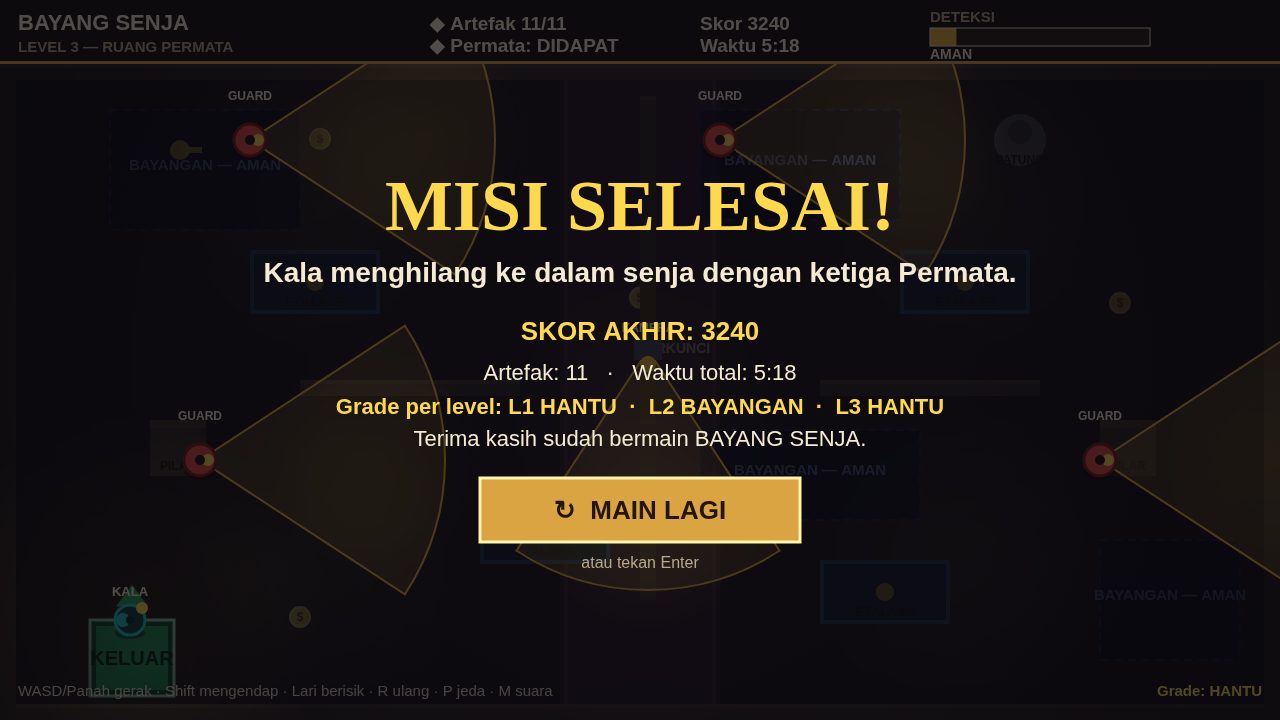 BAYANG SENJA
LEVEL 3 — RUANG PERMATA
◆ Artefak 11/11
◆ Permata: DIDAPAT
Skor 3240
Waktu 5:18
DETEKSI
AMAN
GUARD
GUARD
BAYANGAN — AMAN
BAYANGAN — AMAN
MISI SELESAI!
Kala menghilang ke dalam senja dengan ketiga Permata.
SKOR AKHIR: 3240
Artefak: 11 · Waktu total: 5:18
Grade per level: L1 HANTU · L2 BAYANGAN · L3 HANTU
GUARD
GUARD
Terima kasih sudah bermain BAYANG SENJA.
BAYANGAN — AMAN
↻ MAIN LAGI
atau tekan Enter
KALA
BAYANGAN — AMAN
KELUAR
WASD/Panah gerak · Shift mengendap · Lari berisik · R ulang · P jeda · M suara
Grade: HANTU